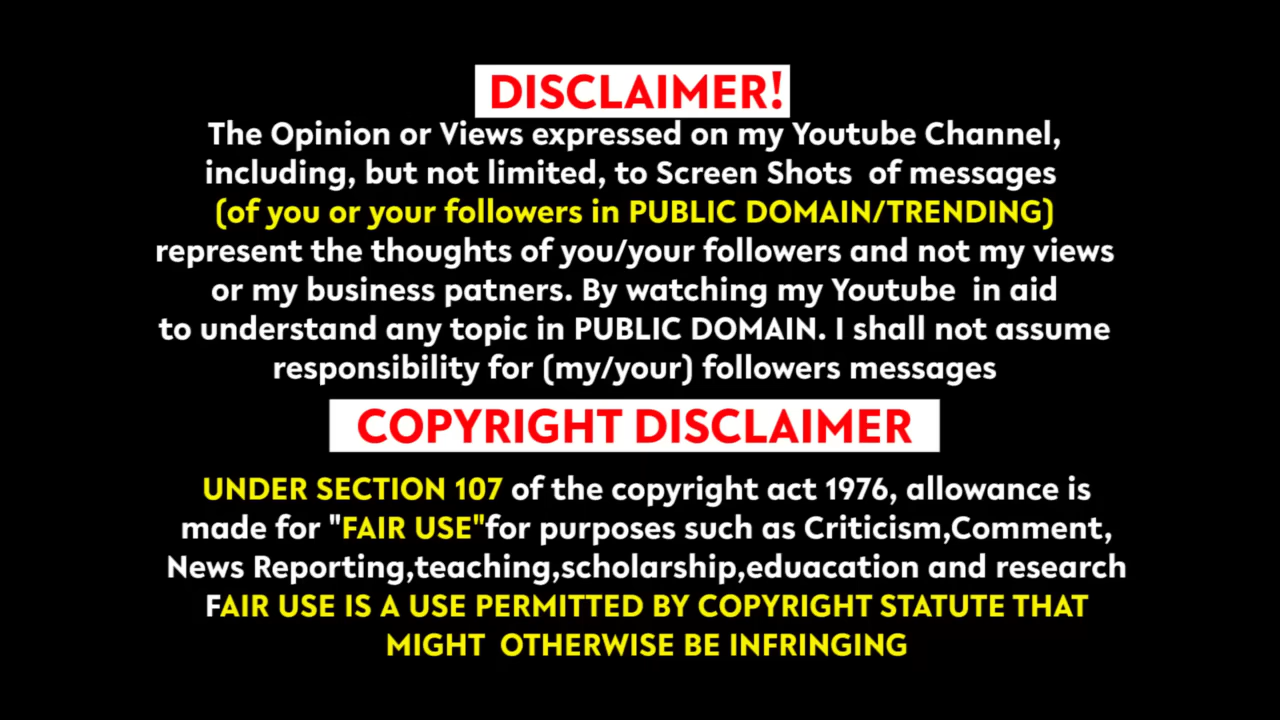 DISCLAIMER!
The Opinion or Views expressed on my Youtube Channel,
including, but not limited, to Screen Shots of messages
(of you or your followers in PUBLIC DOMAIN/TRENDING)
represent the thoughts of you/your followers and not my views
or my business patners. By watching my Youtube in aid
to understand any topic in PUBLIC DOMAIN. I shall not assume
responsibility for (my/your) followers messages
COPYRIGHT DISCLAIMER
UNDER SECTION 107 of the copyright act 1976, allowance is
made for "FAIR USE"for purposes such as Criticism,Comment,
News Reporting,teaching,scholarship,eduacation and research
FAIR USE IS A USE PERMITTED BY COPYRIGHT STATUTE THAT
MIGHT OTHERWISE BE INFRINGING